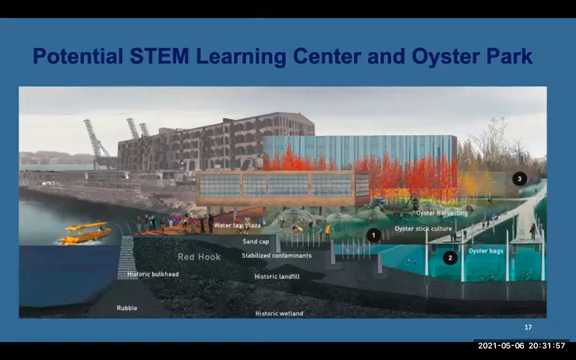 Potential STEM Learning Center and Oyster Park
3
Oyster Harvesting
Water taxi plaza
Oyster stick culture
1
Sand cap
Oyster bags
Red Hook
Stabilized contaminants
2
Historic bulkhead
Historic landfill
Rubble
Historic wetland
17
2021-05-06 20:31:57